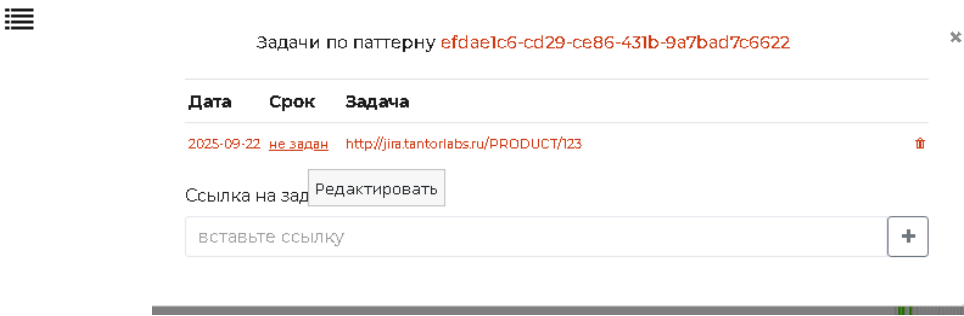 Задачи по паттерну efdae1c6-cd29-ce86-431b-9a7bad7c6622
Дата Срок Задача
2025-09-22 не задан http://jira.tantorlabs.ru/PRODUCT/123
Ссылка на зад
Редактировать
вставьте ссылку